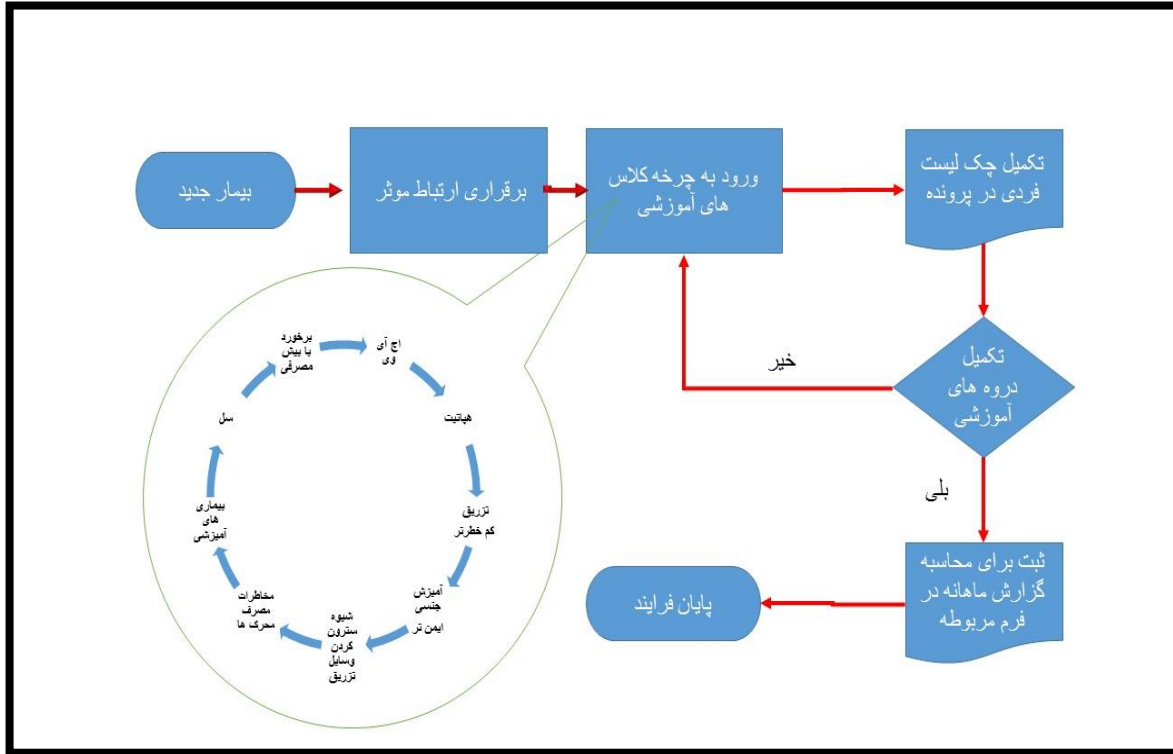 بیمار جدید
برقراری ارتباط موثر
ورود به چرخه کلاس
های آموزشی
تکمیل چک لیست
فردی در پرونده
تکمیل
دروه های
آموزشی
خیر
بلی
ثبت برای محاسبه
گزارش ماهانه در
فرم مربوطه
پایان فرایند
اچ آی
وی
هپاتیت
تزریق
کم خطرتر
آمیزش
جنسی
ایمن تر
شیوه
سترون
کردن
وسایل
تزریق
مخاطرات
مصرف
محرک ها
بیماری
های
آمیزشی
سل
برخورد
با بیش
مصرفی